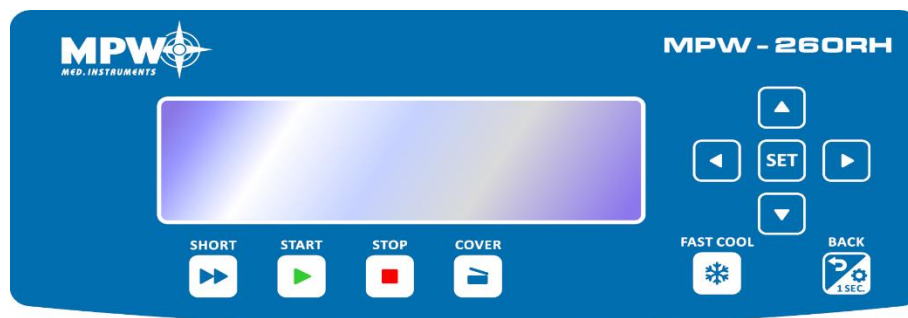 MPW
MED. INSTRUMENTS
MPW - 260RH
SET
SHORT
START
STOP
COVER
FAST COOL
BACK
1 SEC.